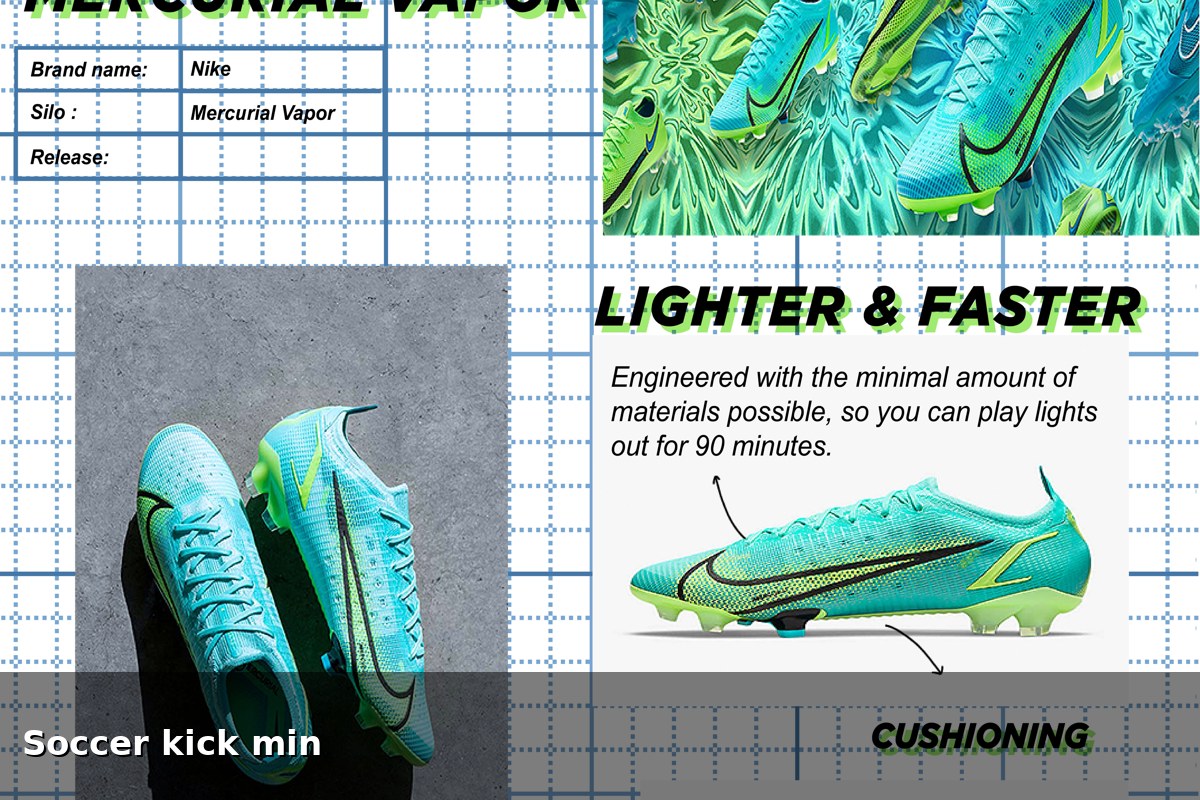 MERCURIAL VAPOR
Brand name: Nike
Silo : Mercurial Vapor
Release:
LIGHTER & FASTER
Engineered with the minimal amount of
materials possible, so you can play lights
out for 90 minutes.
CUSHIONING
Soccer kick min